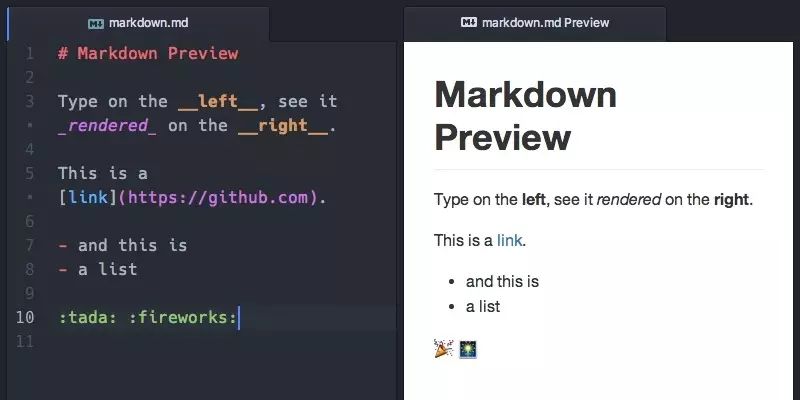 markdown.md
1 # Markdown Preview
2
3 Type on the __left__, see it
• _rendered_ on the __right__.
4
5 This is a
• [link](https://github.com).
6
7 - and this is
8 - a list
9
10 :tada: :fireworks:
11
markdown.md Preview
Markdown
Preview
Type on the left, see it rendered on the right.
This is a link.
• and this is
• a list
🎉 🎆